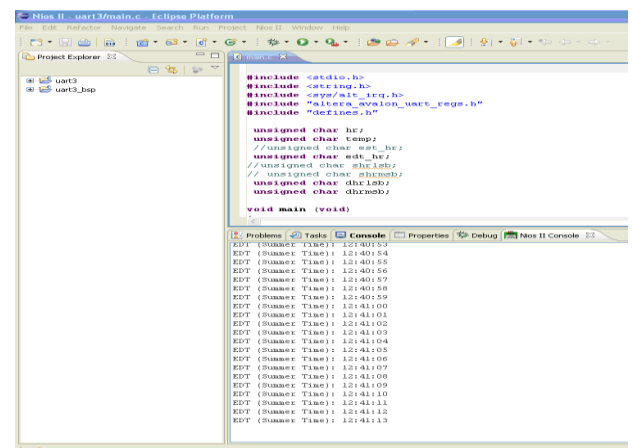 Nios II - uart3/main.c - Eclipse Platform
File Edit Refactor Navigate Search Run Project Nios II Window Help
Project Explorer
uart3
uart3_bsp
main.c
#include <stdio.h>
#include <string.h>
#include <sys/alt_irq.h>
#include "altera_avalon_uart_regs.h"
#include "defines.h"
unsigned char hr;
unsigned char temp;
//unsigned char est_hr;
unsigned char edt_hr;
//unsigned char shrlsb;
// unsigned char shrmsb;
unsigned char dhrlsb;
unsigned char dhrmsb;
void main (void)
Problems Tasks Console Properties Debug Nios II Console
EDT (Summer Time): 12:40:53
EDT (Summer Time): 12:40:54
EDT (Summer Time): 12:40:55
EDT (Summer Time): 12:40:56
EDT (Summer Time): 12:40:57
EDT (Summer Time): 12:40:58
EDT (Summer Time): 12:40:59
EDT (Summer Time): 12:41:00
EDT (Summer Time): 12:41:01
EDT (Summer Time): 12:41:02
EDT (Summer Time): 12:41:03
EDT (Summer Time): 12:41:04
EDT (Summer Time): 12:41:05
EDT (Summer Time): 12:41:06
EDT (Summer Time): 12:41:07
EDT (Summer Time): 12:41:08
EDT (Summer Time): 12:41:09
EDT (Summer Time): 12:41:10
EDT (Summer Time): 12:41:11
EDT (Summer Time): 12:41:12
EDT (Summer Time): 12:41:13